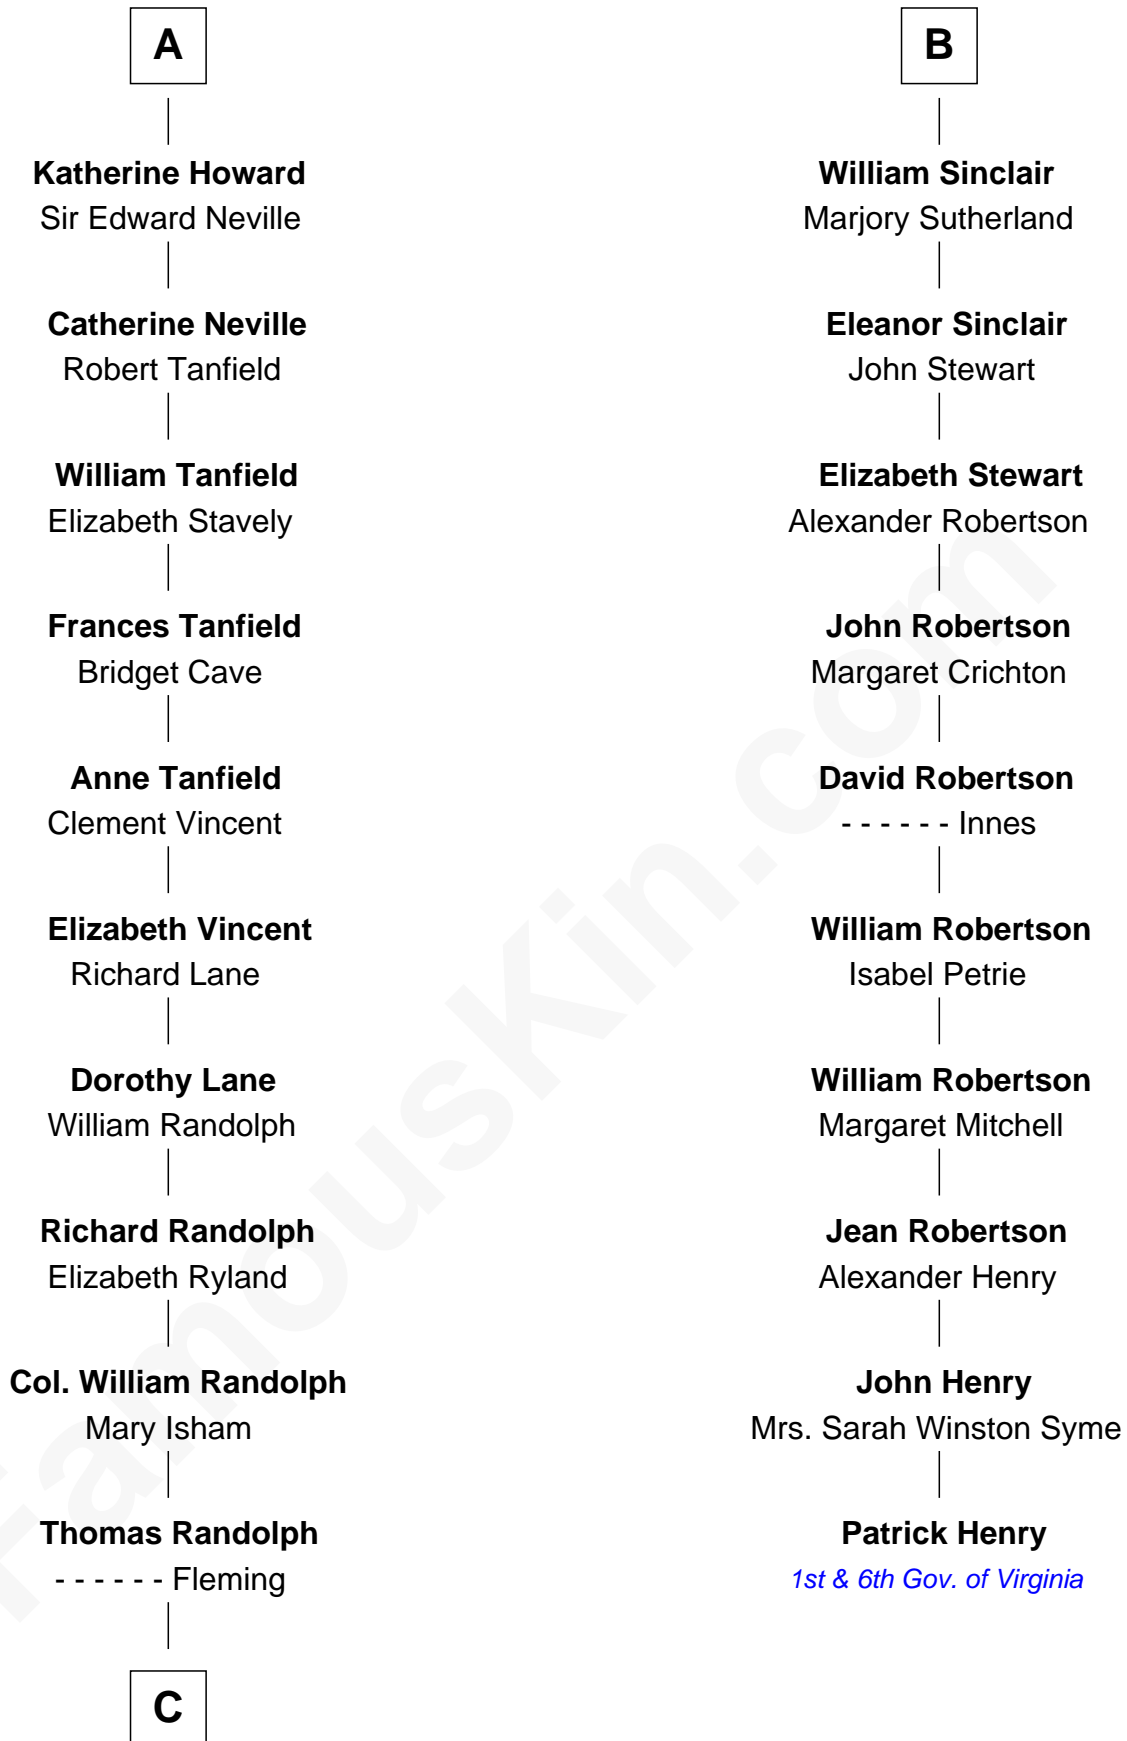 A
Katherine Howard
Sir Edward Neville
Catherine Neville
Robert Tanfield
William Tanfield
Elizabeth Stavely
Frances Tanfield
Bridget Cave
Anne Tanfield
Clement Vincent
Elizabeth Vincent
Richard Lane
Dorothy Lane
William Randolph
Richard Randolph
Elizabeth Ryland
Col. William Randolph
Mary Isham
Thomas Randolph
- - - - - - Fleming
C
B
William Sinclair
Marjory Sutherland
Eleanor Sinclair
John Stewart
Elizabeth Stewart
Alexander Robertson
John Robertson
Margaret Crichton
David Robertson
- - - - - - Innes
William Robertson
Isabel Petrie
William Robertson
Margaret Mitchell
Jean Robertson
Alexander Henry
John Henry
Mrs. Sarah Winston Syme
Patrick Henry
1st & 6th Gov. of Virginia
FamousKin.com